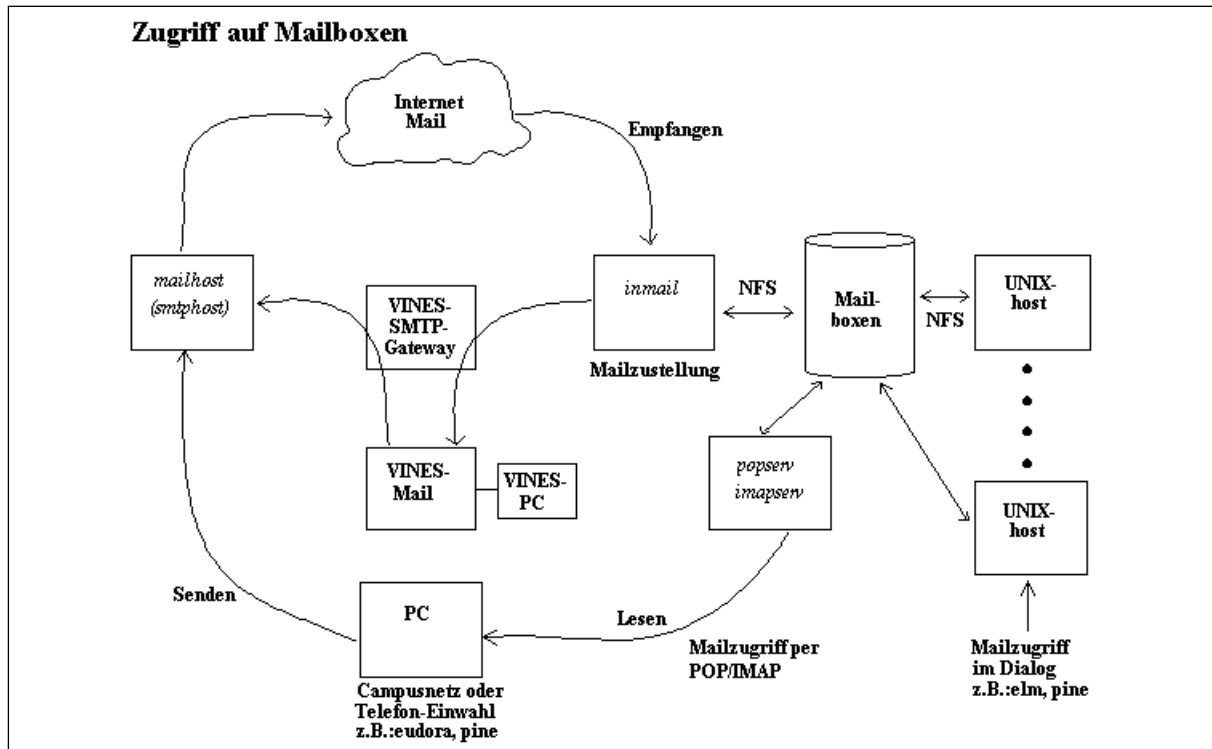 Zugriff auf Mailboxen
Internet
Mail
Empfangen
mailhost
(smtphost)
VINES-
SMTP-
Gateway
inmail
Mailzustellung
NFS
Mail-
boxen
NFS
UNIX-
host
VINES-
Mail
VINES-
PC
popserv
imapserv
UNIX-
host
Senden
PC
Lesen
Mailzugriff per
POP/IMAP
Mailzugriff
im Dialog
z.B.:elm, pine
Campusnetz oder
Telefon-Einwahl
z.B.:eudora, pine